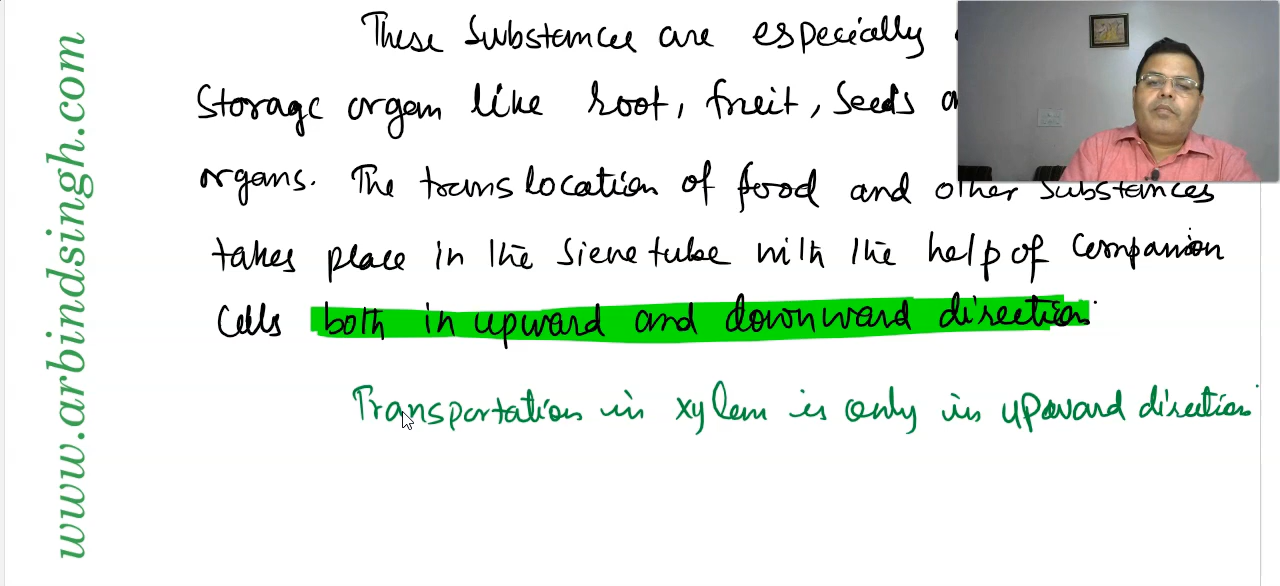 These Substances are especially
Storage organ like root, fruit, Seeds
organs. The translocation of food and other Substances
takes place in the Sieve tube with the help of Companion
Cells both in upward and downward direction.
Transportation in xylem is only in upward direction
www.arbindsingh.com